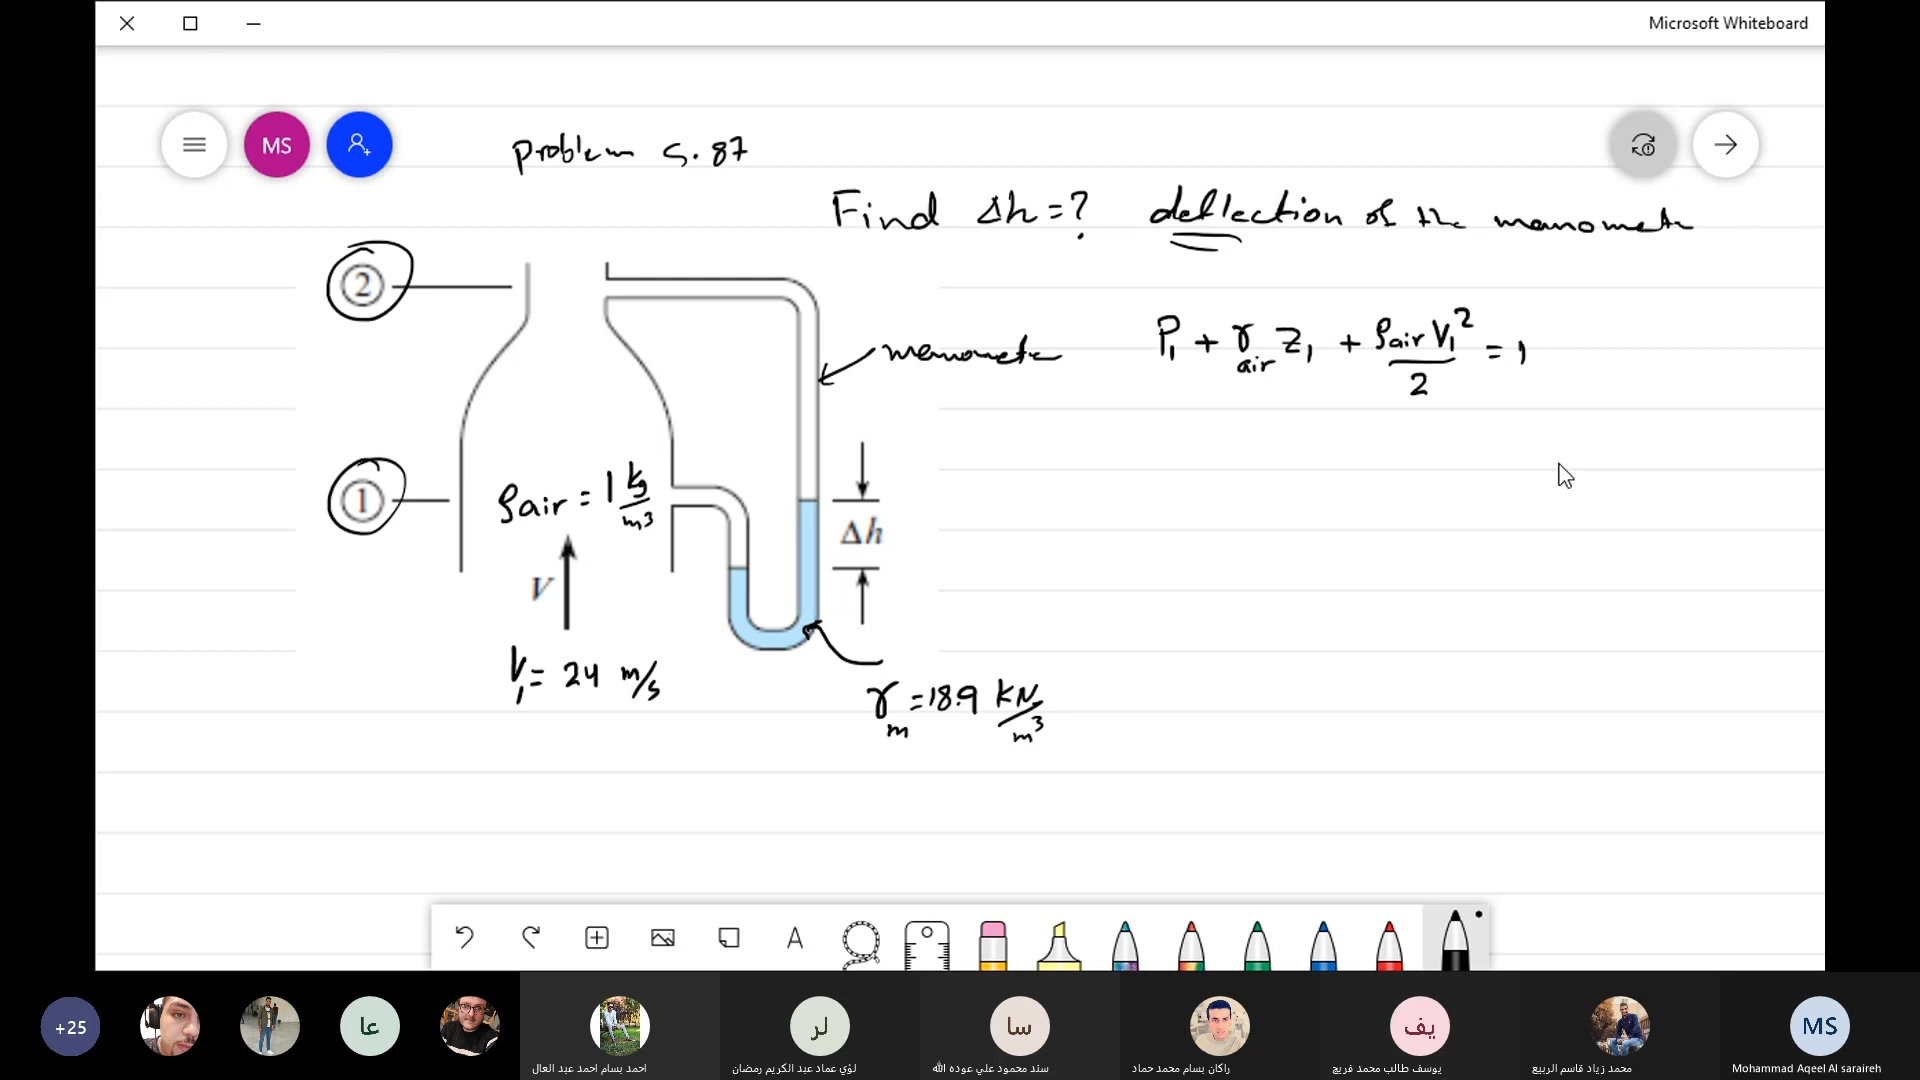 Microsoft Whiteboard
MS
problem 5.87
Find Δh = ? deflection of the manometer
2
manometer
P₁ + γair Z₁ + ρair V₁² / 2 = 1
ρair = 1 kg/m³
1
Δh
V
V₁ = 24 m/s
γm = 18.9 kN/m³
A
+25
عا
لر
سا
يف
MS
احمد بسام احمد عبد العال
لؤي عماد عبد الكريم رمضان
سند محمود علي عوده الله
راكان بسام محمد حماد
يوسف طالب محمد فريج
محمد زياد قاسم الربيع
Mohammad Aqeel Al saraireh